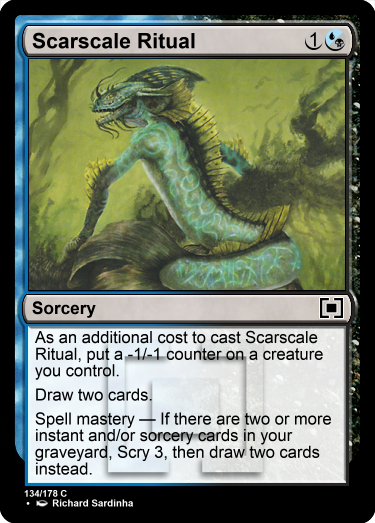 Scarscale Ritual 1
Sorcery
As an additional cost to cast Scarscale
Ritual, put a -1/-1 counter on a creature
you control.
Draw two cards.
Spell mastery — If there are two or more
instant and/or sorcery cards in your
graveyard, Scry 3, then draw two cards
instead.
134/178 C
• Richard Sardinha